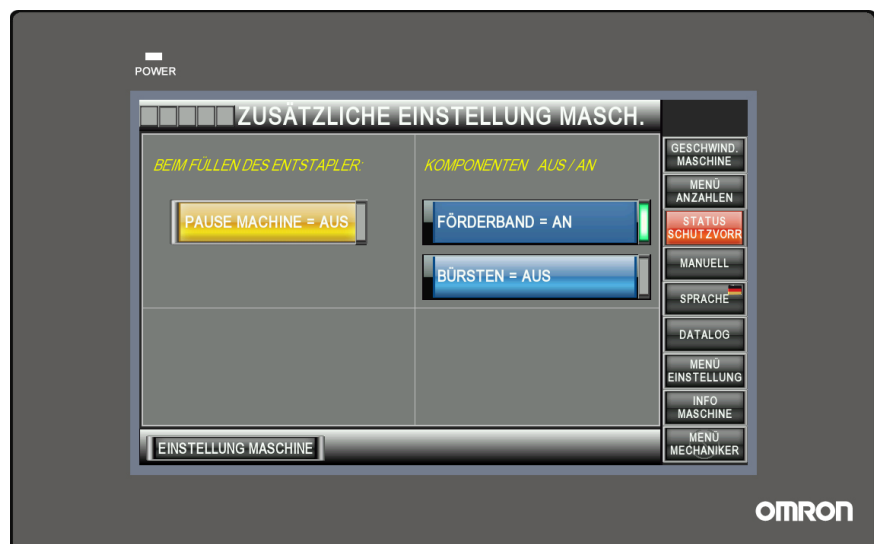 POWER
ZUSÄTZLICHE EINSTELLUNG MASCH.
BEIM FÜLLEN DES ENTSTAPLER:
PAUSE MACHINE = AUS
KOMPONENTEN AUS / AN
FÖRDERBAND = AN
BÜRSTEN = AUS
GESCHWIND.
MASCHINE
MENÜ
ANZAHLEN
STATUS
SCHUTZVORR
MANUELL
SPRACHE
DATALOG
MENÜ
EINSTELLUNG
INFO
MASCHINE
MENÜ
MECHANIKER
EINSTELLUNG MASCHINE
OMRON